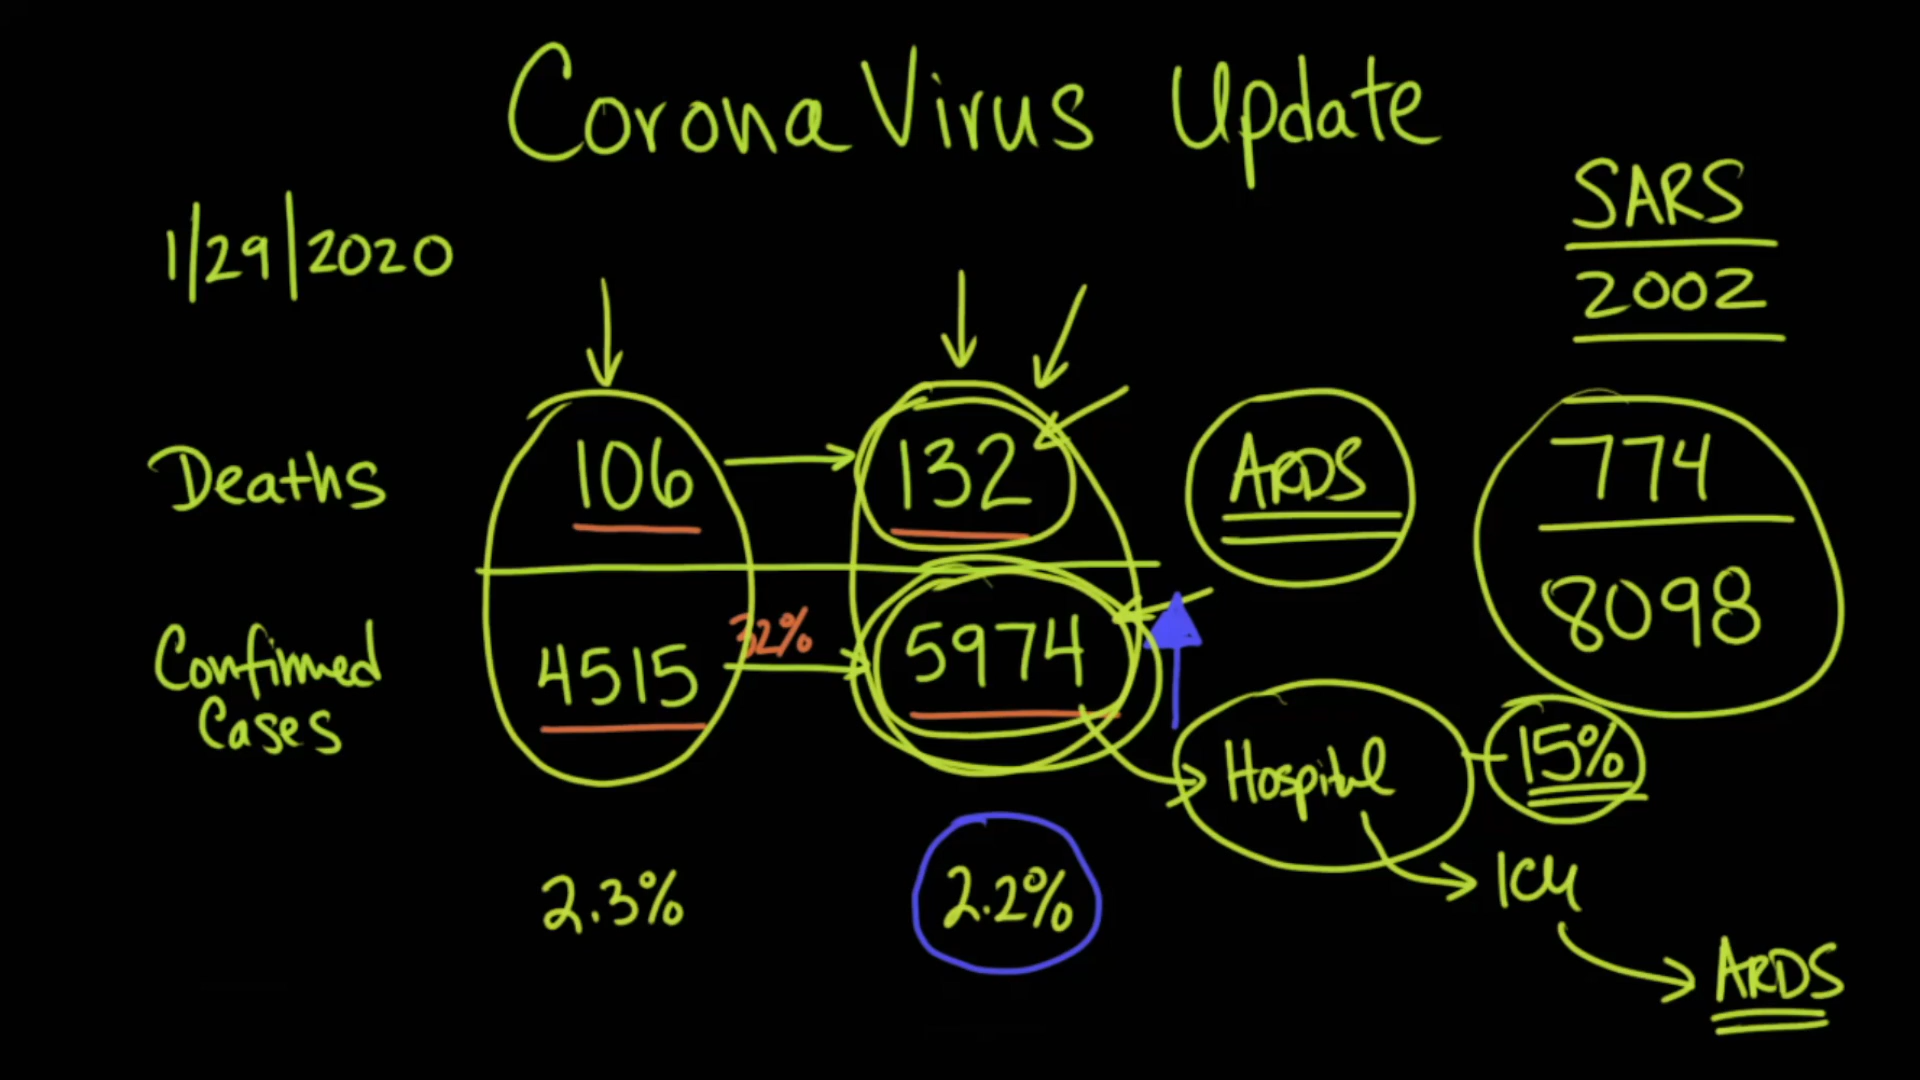 Corona Virus Update
1/29/2020
SARS
2002
Deaths 106 132 ARDS 774
Confirmed Cases 4515 32% 5974 8098
Hospital 15%
2.3% 2.2% ICU
ARDS